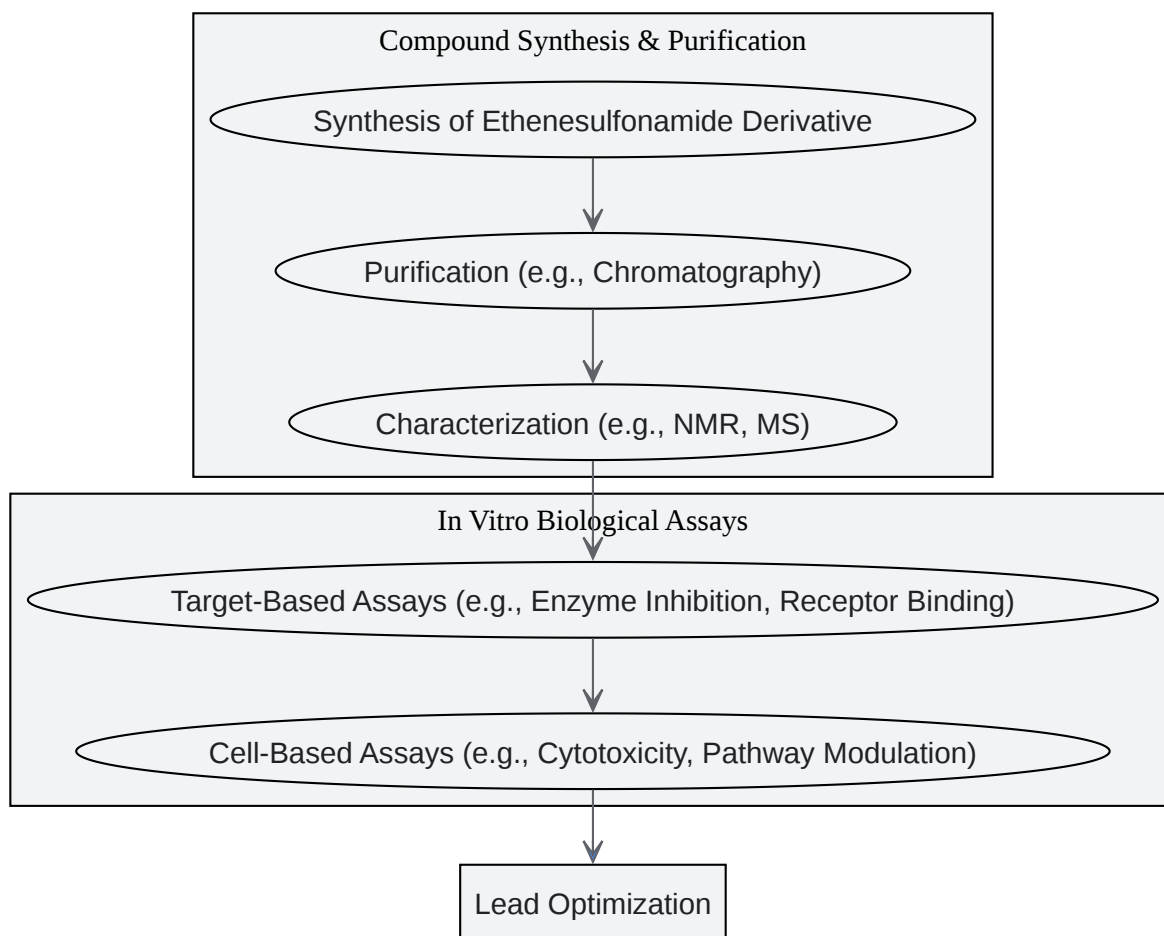 Compound Synthesis & Purification
Synthesis of Ethenesulfonamide Derivative
Purification (e.g., Chromatography)
Characterization (e.g., NMR, MS)
In Vitro Biological Assays
Target-Based Assays (e.g., Enzyme Inhibition, Receptor Binding)
Cell-Based Assays (e.g., Cytotoxicity, Pathway Modulation)
Lead Optimization